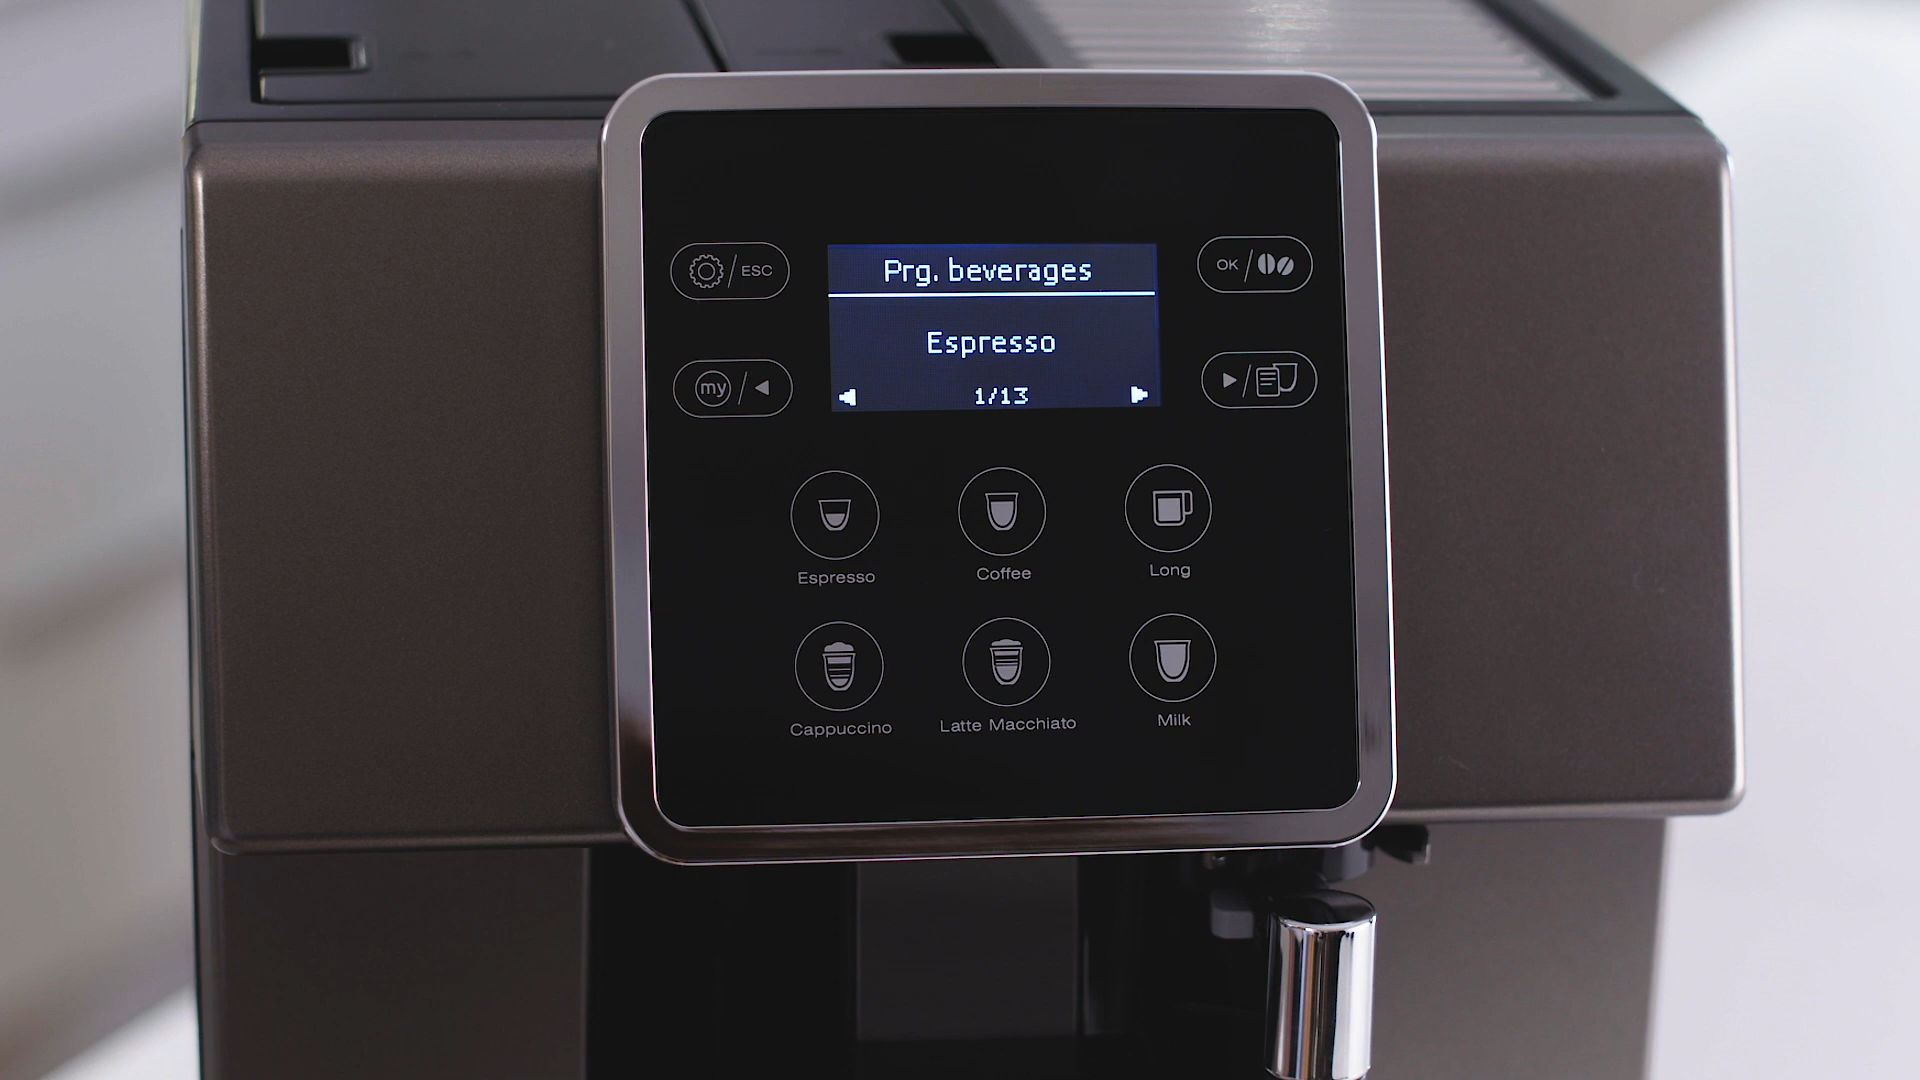 ESC
Prg. beverages
OK
Espresso
my
1/13
Espresso
Coffee
Long
Cappuccino
Latte Macchiato
Milk